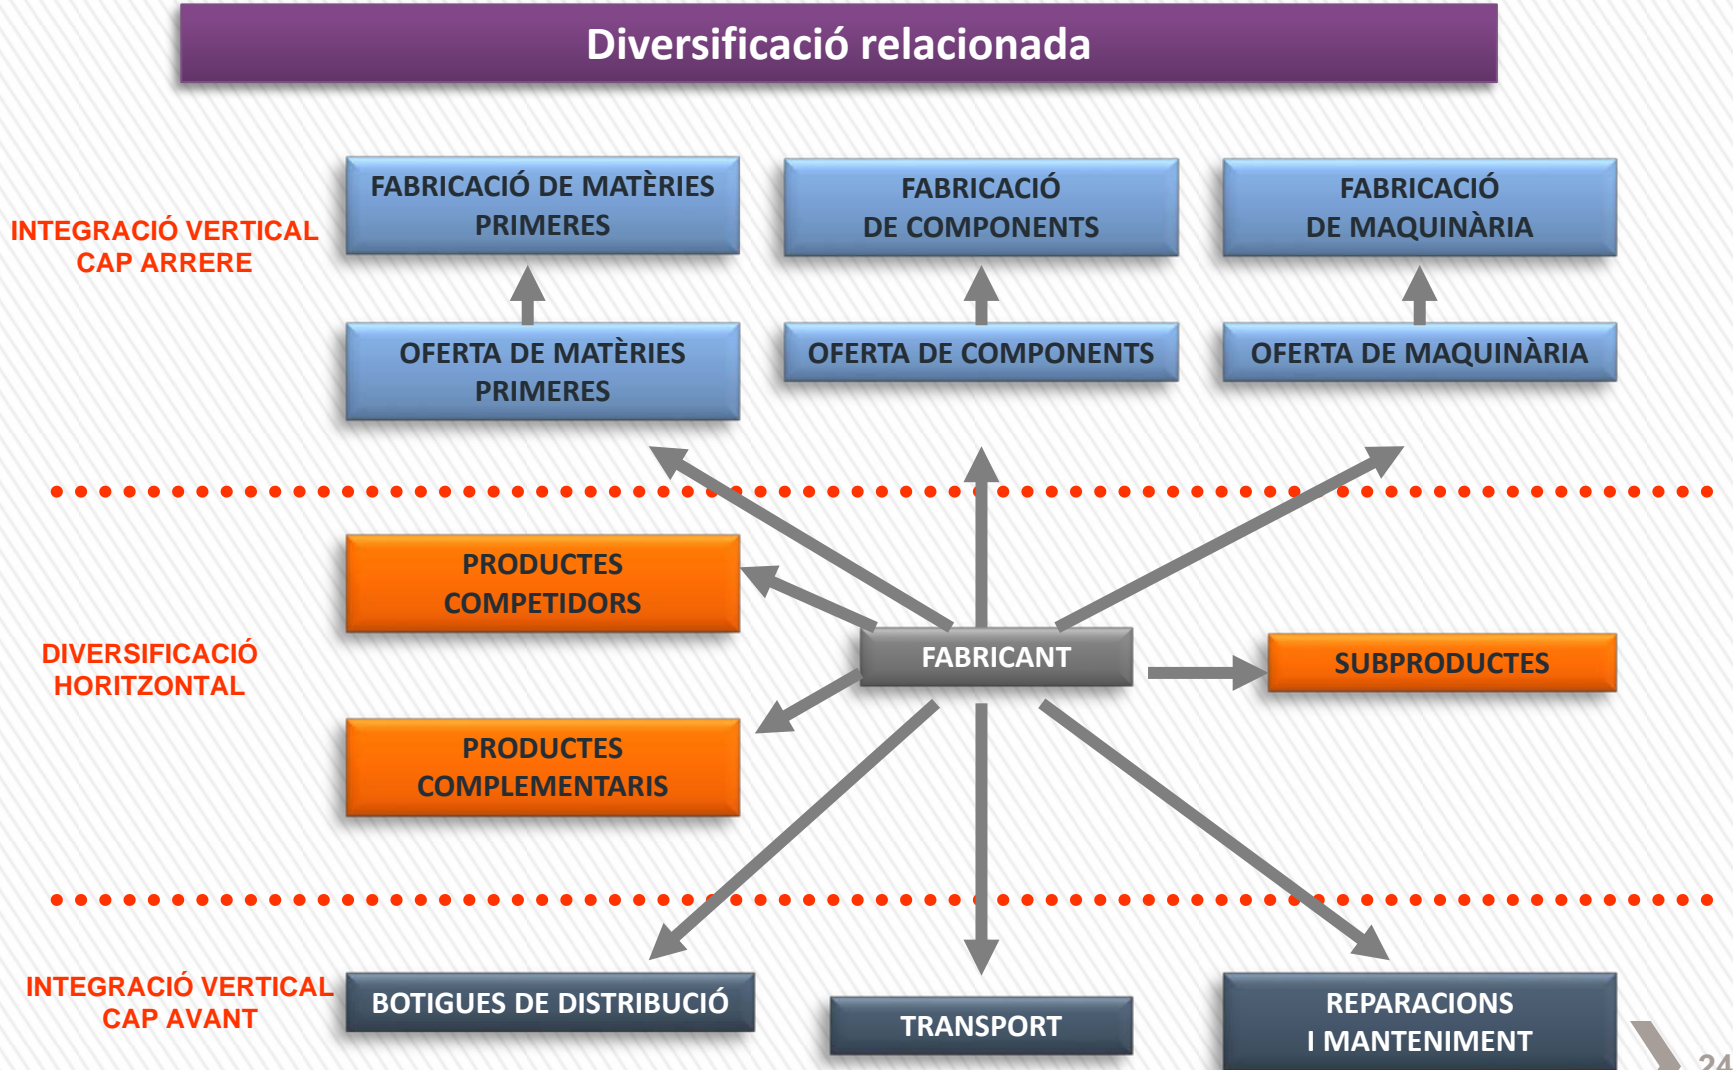 Diversificació relacionada
FABRICACIÓ DE MATÈRIES
PRIMERES
FABRICACIÓ
DE COMPONENTS
FABRICACIÓ
DE MAQUINÀRIA
INTEGRACIÓ VERTICAL
CAP ARRERE
OFERTA DE MATÈRIES
PRIMERES
OFERTA DE COMPONENTS
OFERTA DE MAQUINÀRIA
PRODUCTES
COMPETIDORS
DIVERSIFICACIÓ
HORITZONTAL
FABRICANT
SUBPRODUCTES
PRODUCTES
COMPLEMENTARIS
INTEGRACIÓ VERTICAL
CAP AVANT
BOTIGUES DE DISTRIBUCIÓ
TRANSPORT
REPARACIONS
I MANTENIMENT
24